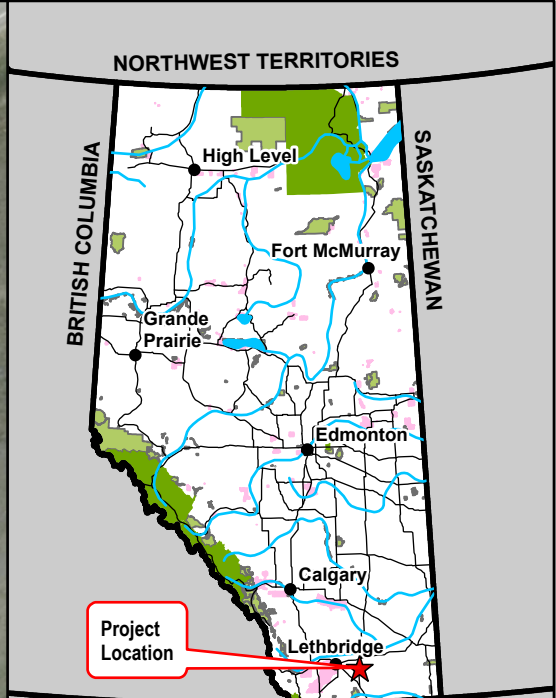 NORTHWEST TERRITORIES
BRITISH COLUMBIA
SASKATCHEWAN
High Level
Fort McMurray
Grande
Prairie
Edmonton
Calgary
Lethbridge
Project
Location